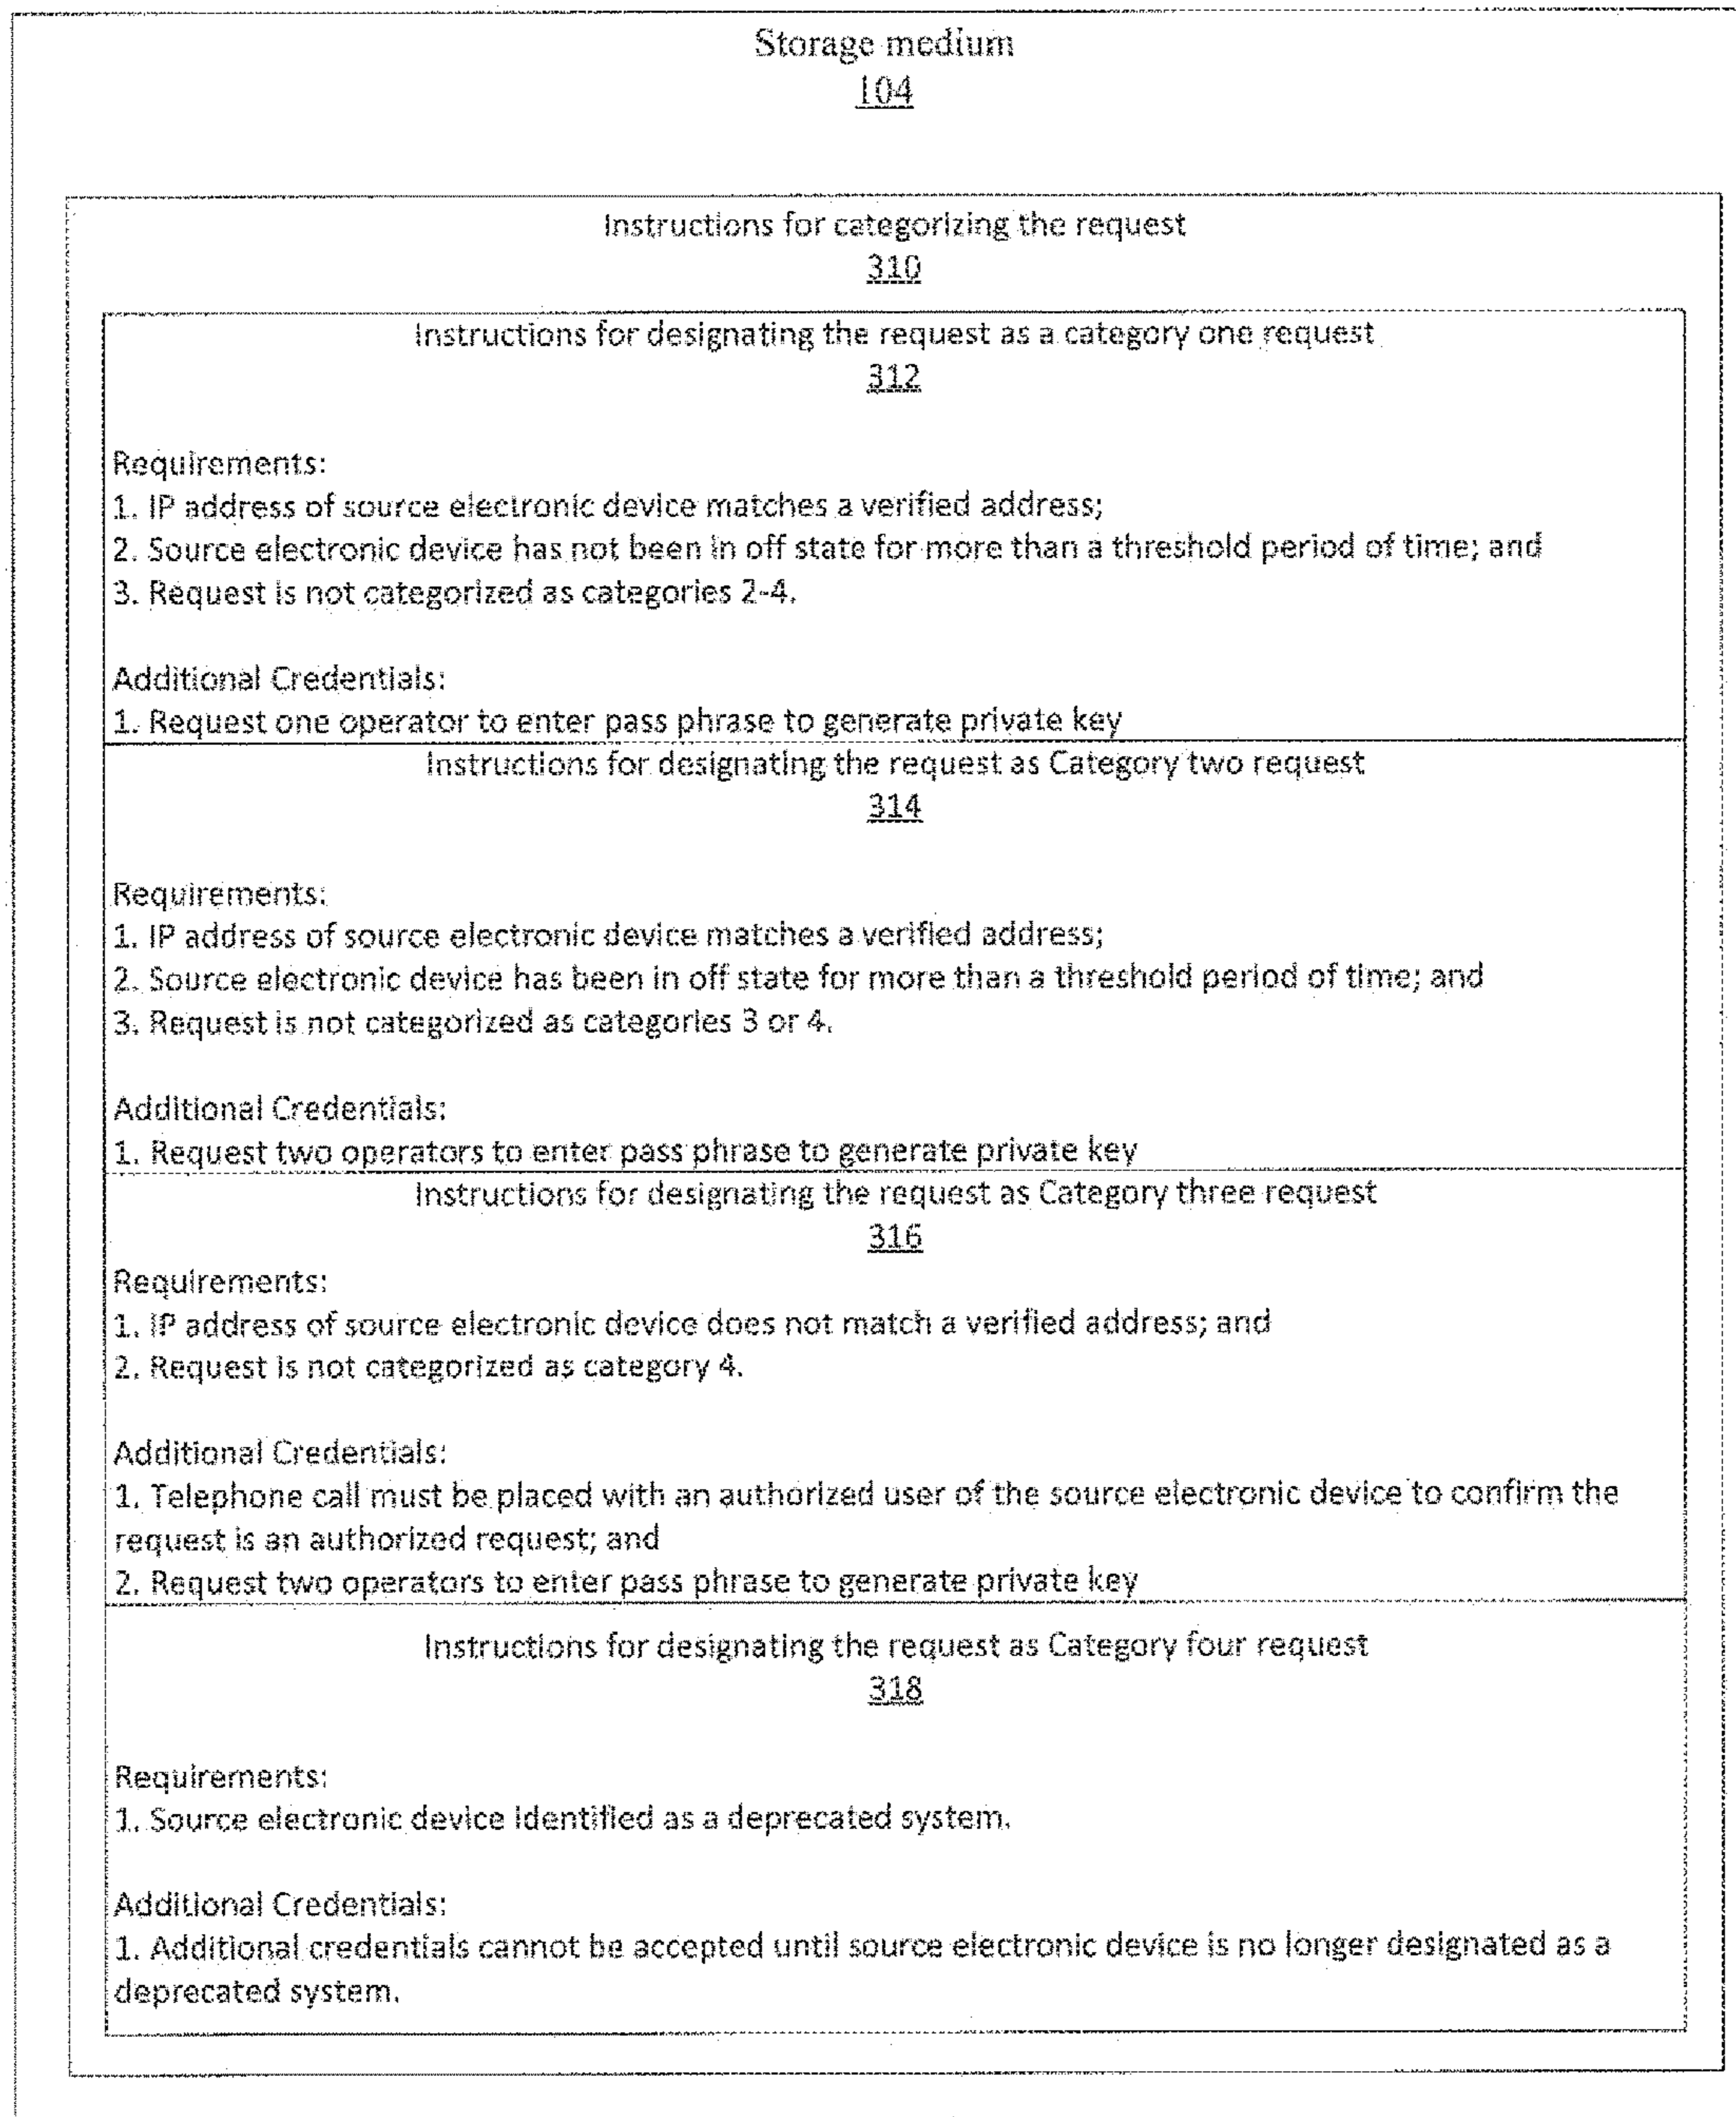 Storage medium
104
Instructions for categorizing the request
310
Instructions for designating the request as a category one request
312
Requirements:
1. IP address of source electronic device matches a verified address;
2. Source electronic device has not been in off state for more than a threshold period of time; and
3. Request is not categorized as categories 2-4.
Additional Credentials:
1. Request one operator to enter pass phrase to generate private key
Instructions for designating the request as Category two request
314
Requirements:
1. IP address of source electronic device matches a verified address;
2. Source electronic device has been in off state for more than a threshold period of time; and
3. Request is not categorized as categories 3 or 4.
Additional Credentials:
1. Request two operators to enter pass phrase to generate private key
Instructions for designating the request as Category three request
316
Requirements:
1. IP address of source electronic device does not match a verified address; and
2. Request is not categorized as category 4.
Additional Credentials:
1. Telephone call must be placed with an authorized user of the source electronic device to confirm the
request is an authorized request; and
2. Request two operators to enter pass phrase to generate private key
Instructions for designating the request as Category four request
318
Requirements:
1. Source electronic device identified as a deprecated system.
Additional Credentials:
1. Additional credentials cannot be accepted until source electronic device is no longer designated as a
deprecated system.